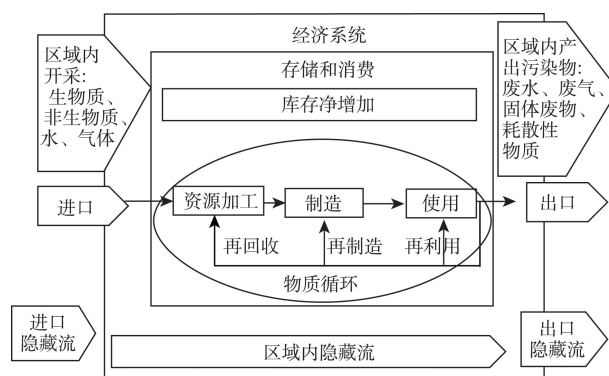 经济系统
区域内
开采:
生物质、
非生物质、
水、气体
存储和消费
库存净增加
区域内产
出污染物:
废水、废气、
固体废物、
耗散性
物质
进口
资源加工
制造
使用
出口
再回收
再制造
再利用
物质循环
进口
隐藏流
区域内隐藏流
出口
隐藏流